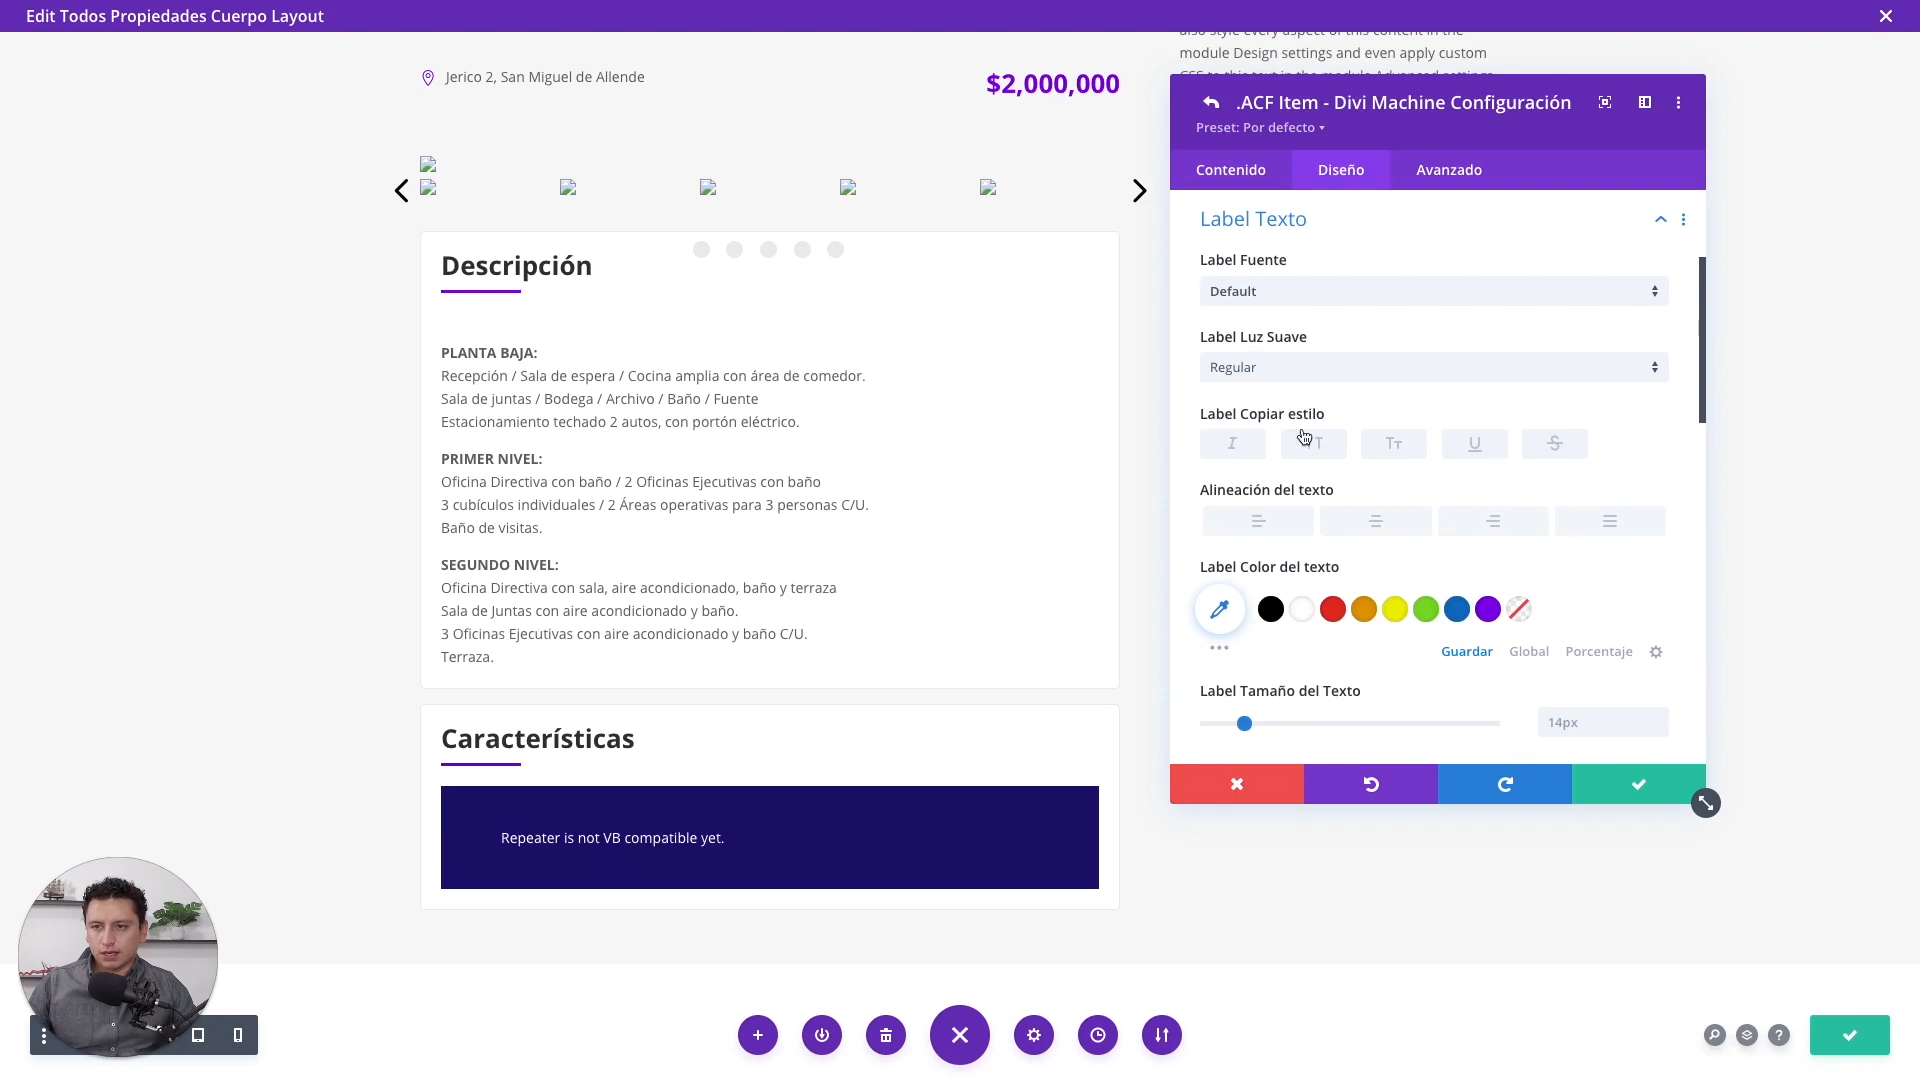 Edit Todos Propiedades Cuerpo Layout
module Design settings and even apply custom
Jerico 2, San Miguel de Allende
$2,000,000
Descripción
PLANTA BAJA:
Recepción / Sala de espera / Cocina amplia con área de comedor.
Sala de juntas / Bodega / Archivo / Baño / Fuente
Estacionamiento techado 2 autos, con portón eléctrico.
PRIMER NIVEL:
Oficina Directiva con baño / 2 Oficinas Ejecutivas con baño
3 cubículos individuales / 2 Áreas operativas para 3 personas C/U.
Baño de visitas.
SEGUNDO NIVEL:
Oficina Directiva con sala, aire acondicionado, baño y terraza
Sala de Juntas con aire acondicionado y baño.
3 Oficinas Ejecutivas con aire acondicionado y baño C/U.
Terraza.
Características
Repeater is not VB compatible yet.
.ACF Item - Divi Machine Configuración
Preset: Por defecto
Contenido Diseño Avanzado
Label Texto
Label Fuente
Default
Label Luz Suave
Regular
Label Copiar estilo
Alineación del texto
Label Color del texto
Guardar Global Porcentaje
Label Tamaño del Texto
14px